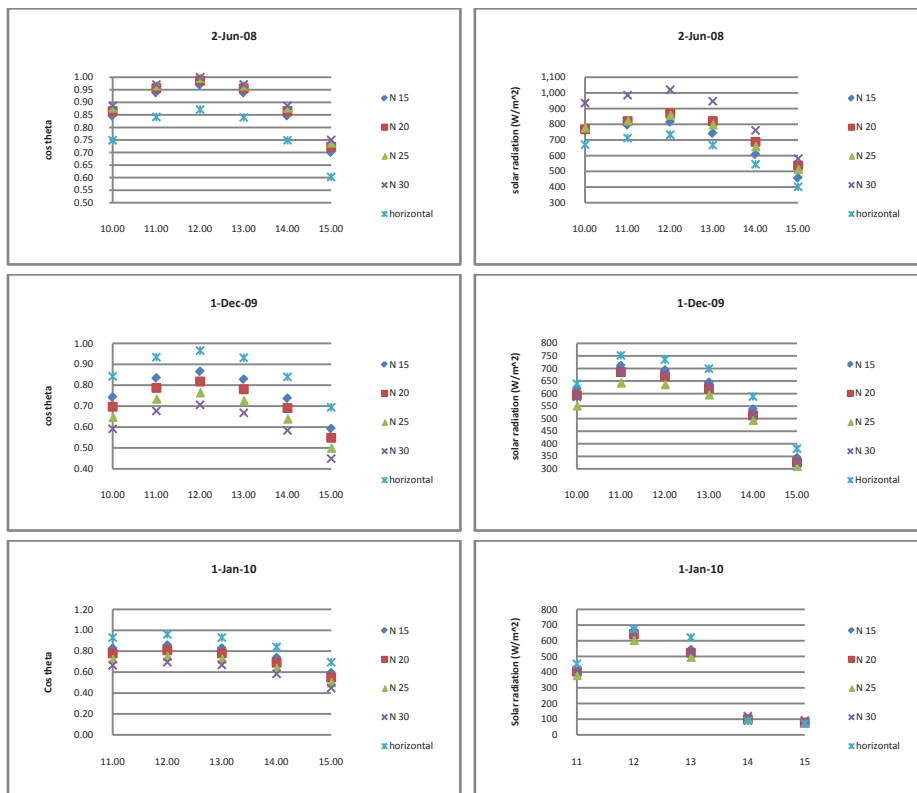 2-Jun-08
cos theta
1.00
0.95
0.90
0.85
0.80
0.75
0.70
0.65
0.60
0.55
0.50
10.00 11.00 12.00 13.00 14.00 15.00
N 15
N 20
N 25
N 30
horizontal
2-Jun-08
solar radiation (W/m^2)
1,100
1,000
900
800
700
600
500
400
300
10.00 11.00 12.00 13.00 14.00 15.00
N 15
N 20
N 25
N 30
horizontal
1-Dec-09
cos theta
1.00
0.90
0.80
0.70
0.60
0.50
0.40
10.00 11.00 12.00 13.00 14.00 15.00
N 15
N 20
N 25
N 30
horizontal
1-Dec-09
solar radiation (W/m^2)
800
750
700
650
600
550
500
450
400
350
300
10.00 11.00 12.00 13.00 14.00 15.00
N 15
N 20
N 25
N 30
Horizontal
1-Jan-10
Cos theta
1.20
1.00
0.80
0.60
0.40
0.20
0.00
11.00 12.00 13.00 14.00 15.00
N 15
N 20
N 25
N 30
horizontal
1-Jan-10
Solar radiation (W/m^2)
800
700
600
500
400
300
200
100
0
11 12 13 14 15
N 15
N 20
N 25
N 30
horizontal